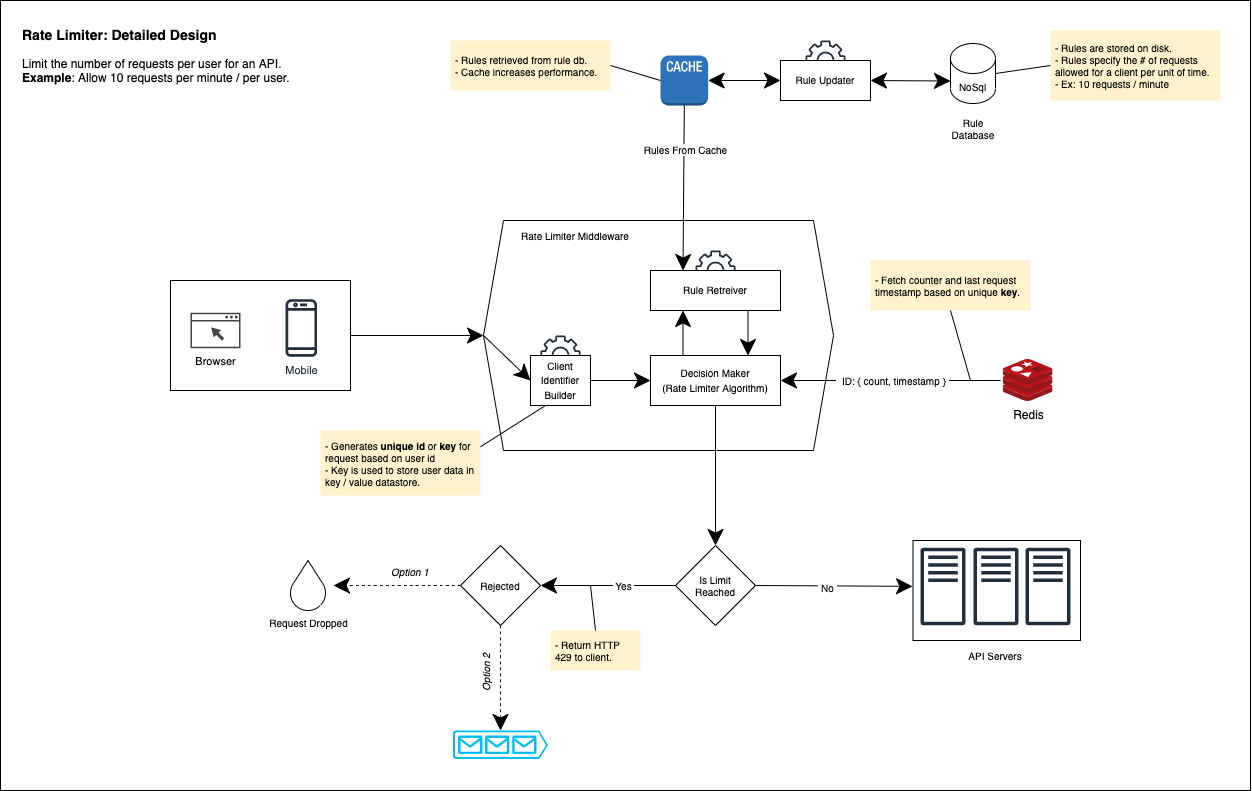 Rate Limiter: Detailed Design
Limit the number of requests per user for an API.
Example: Allow 10 requests per minute / per user.
- Rules retrieved from rule db.
- Cache increases performance.
CACHE
Rule Updater
NoSql
Rule
Database
- Rules are stored on disk.
- Rules specify the # of requests
allowed for a client per unit of time.
- Ex: 10 requests / minute
Rules From Cache
Rate Limiter Middleware
Rule Retreiver
- Fetch counter and last request
timestamp based on unique key.
Browser
Mobile
Client
Identifier
Builder
Decision Maker
(Rate Limiter Algorithm)
ID: { count, timestamp }
Redis
- Generates unique id or key for
request based on user id
- Key is used to store user data in
key / value datastore.
Option 1
Rejected
Yes
Is Limit
Reached
No
Request Dropped
- Return HTTP
429 to client.
API Servers
Option 2